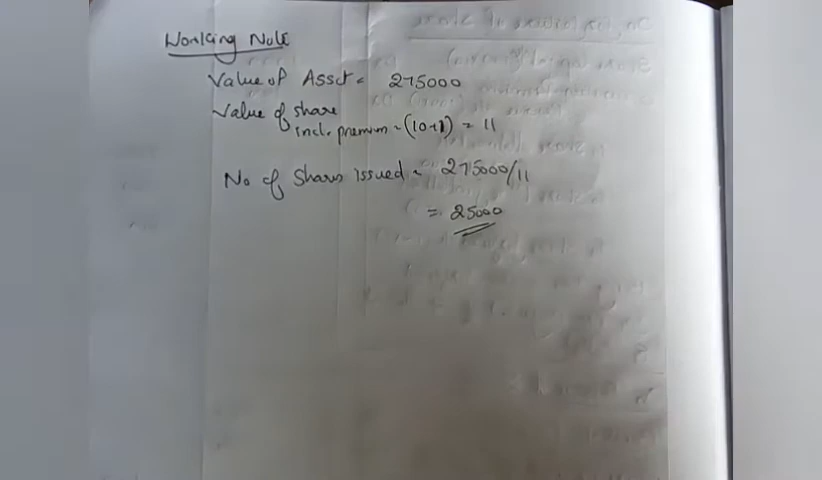 Working Note
Value of Asset = 275000
Value of share
incl. premium = (10+1) = 11
No of Shares issued = 275000/11
= 25000